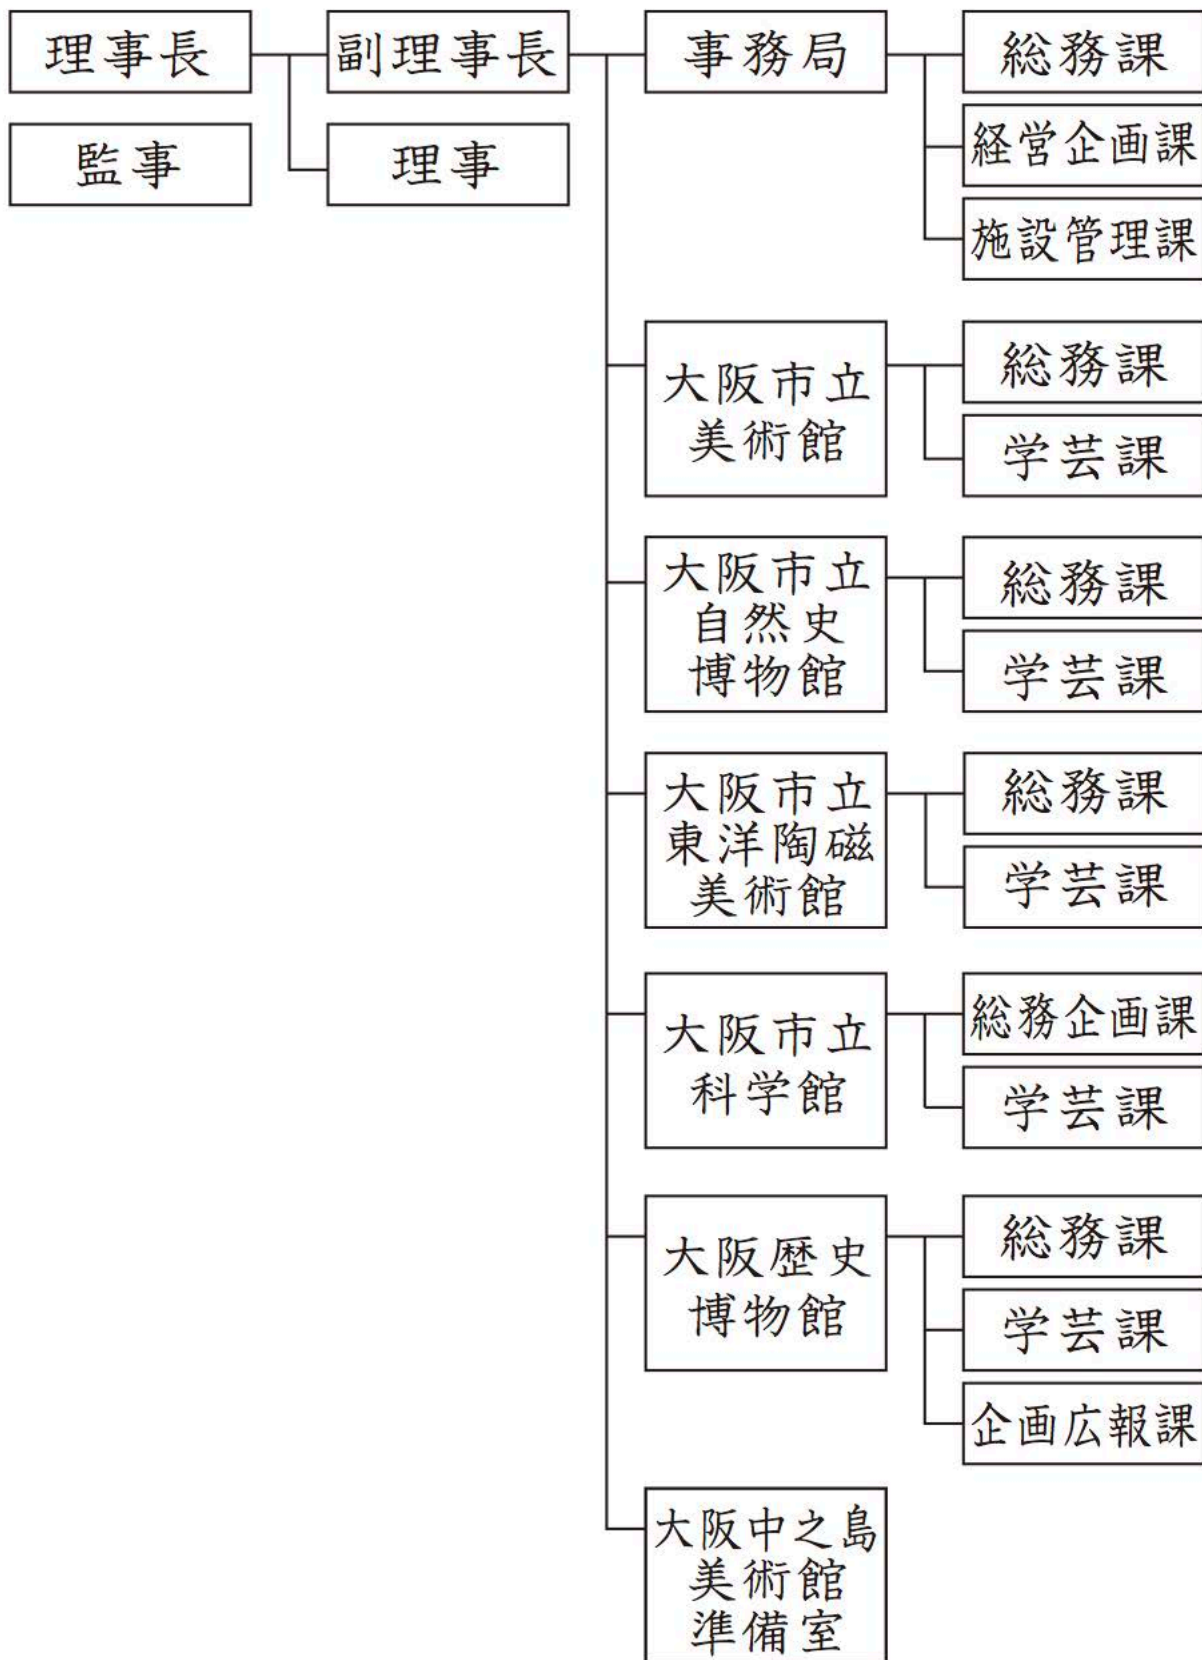 理事長
副理事長
事務局
総務課
経営企画課
施設管理課
監事
理事
大阪市立
美術館
総務課
学芸課
大阪市立
自然史
博物館
総務課
学芸課
大阪市立
東洋陶磁
美術館
総務課
学芸課
大阪市立
科学館
総務企画課
学芸課
大阪歴史
博物館
総務課
学芸課
企画広報課
大阪中之島
美術館
準備室